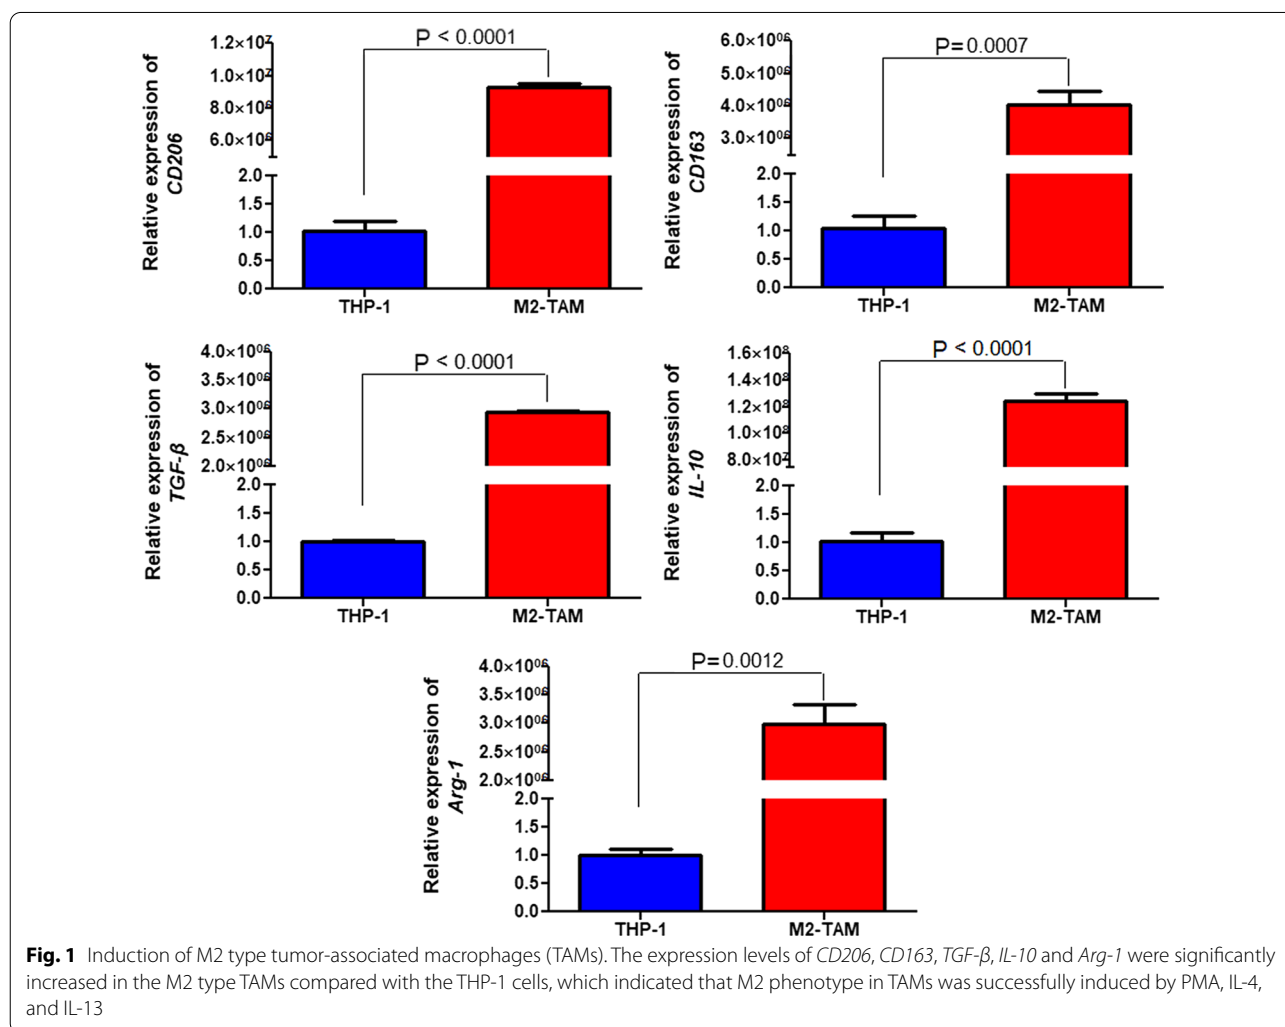 P < 0.0001
Relative expression of
CD206
1.2×10⁷
1.0×10⁷
8.0×10⁰⁶
6.0×10⁰⁶
2.0
1.5
1.0
0.5
0.0
THP-1 M2-TAM
P=0.0007
Relative expression of
CD163
6.0×10⁰⁶
5.0×10⁰⁶
4.0×10⁰⁶
3.0×10⁰⁶
2.0
1.5
1.0
0.5
0.0
THP-1 M2-TAM
P < 0.0001
Relative expression of
TGF-β
4.0×10⁰⁶
3.5×10⁰⁶
3.0×10⁰⁶
2.5×10⁰⁶
2.0×10⁰⁶
2.0
1.5
1.0
0.5
0.0
THP-1 M2-TAM
P < 0.0001
Relative expression of
IL-10
1.6×10⁸
1.4×10⁸
1.2×10⁸
1.0×10⁸
8.0×10⁷
2.0
1.5
1.0
0.5
0.0
THP-1 M2-TAM
P=0.0012
Relative expression of
Arg-1
4.0×10⁰⁶
3.5×10⁰⁶
3.0×10⁰⁶
2.5×10⁰⁶
2.0×10⁰⁶
2.0
1.5
1.0
0.5
0.0
THP-1 M2-TAM
Fig. 1 Induction of M2 type tumor-associated macrophages (TAMs). The expression levels of CD206, CD163, TGF-β, IL-10 and Arg-1 were significantly
increased in the M2 type TAMs compared with the THP-1 cells, which indicated that M2 phenotype in TAMs was successfully induced by PMA, IL-4,
and IL-13